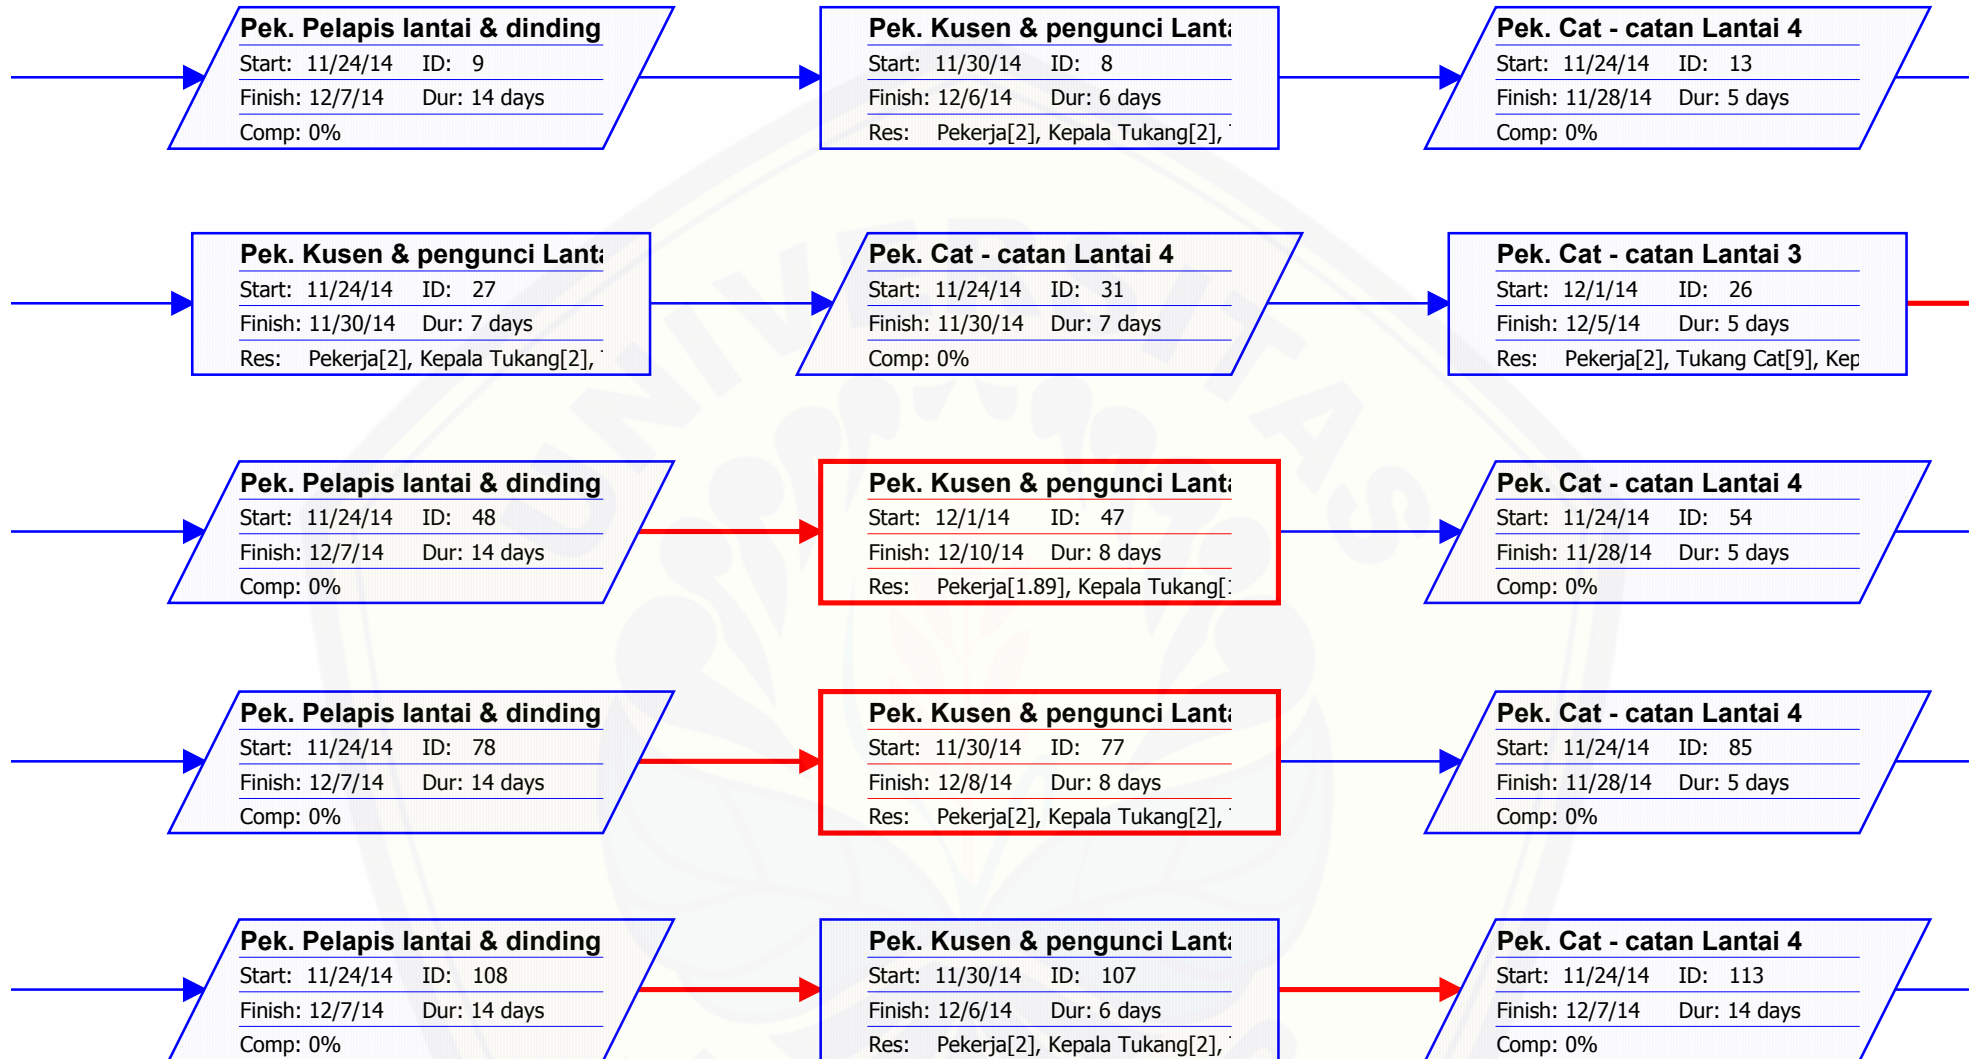 Pek. Pelapis lantai & dinding
Start: 11/24/14 ID: 9
Finish: 12/7/14 Dur: 14 days
Comp: 0%
Pek. Kusen & pengunci Lanta
Start: 11/30/14 ID: 8
Finish: 12/6/14 Dur: 6 days
Res: Pekerja[2], Kepala Tukang[2],
Pek. Cat - catan Lantai 4
Start: 11/24/14 ID: 13
Finish: 11/28/14 Dur: 5 days
Comp: 0%
Pek. Kusen & pengunci Lanta
Start: 11/24/14 ID: 27
Finish: 11/30/14 Dur: 7 days
Res: Pekerja[2], Kepala Tukang[2],
Pek. Cat - catan Lantai 4
Start: 11/24/14 ID: 31
Finish: 11/30/14 Dur: 7 days
Comp: 0%
Pek. Cat - catan Lantai 3
Start: 12/1/14 ID: 26
Finish: 12/5/14 Dur: 5 days
Res: Pekerja[2], Tukang Cat[9], Kep
Pek. Pelapis lantai & dinding
Start: 11/24/14 ID: 48
Finish: 12/7/14 Dur: 14 days
Comp: 0%
Pek. Kusen & pengunci Lanta
Start: 12/1/14 ID: 47
Finish: 12/10/14 Dur: 8 days
Res: Pekerja[1.89], Kepala Tukang[1
Pek. Cat - catan Lantai 4
Start: 11/24/14 ID: 54
Finish: 11/28/14 Dur: 5 days
Comp: 0%
Pek. Pelapis lantai & dinding
Start: 11/24/14 ID: 78
Finish: 12/7/14 Dur: 14 days
Comp: 0%
Pek. Kusen & pengunci Lanta
Start: 11/30/14 ID: 77
Finish: 12/8/14 Dur: 8 days
Res: Pekerja[2], Kepala Tukang[2],
Pek. Cat - catan Lantai 4
Start: 11/24/14 ID: 85
Finish: 11/28/14 Dur: 5 days
Comp: 0%
Pek. Pelapis lantai & dinding
Start: 11/24/14 ID: 108
Finish: 12/7/14 Dur: 14 days
Comp: 0%
Pek. Kusen & pengunci Lanta
Start: 11/30/14 ID: 107
Finish: 12/6/14 Dur: 6 days
Res: Pekerja[2], Kepala Tukang[2],
Pek. Cat - catan Lantai 4
Start: 11/24/14 ID: 113
Finish: 12/7/14 Dur: 14 days
Comp: 0%
UNIVERSITAS